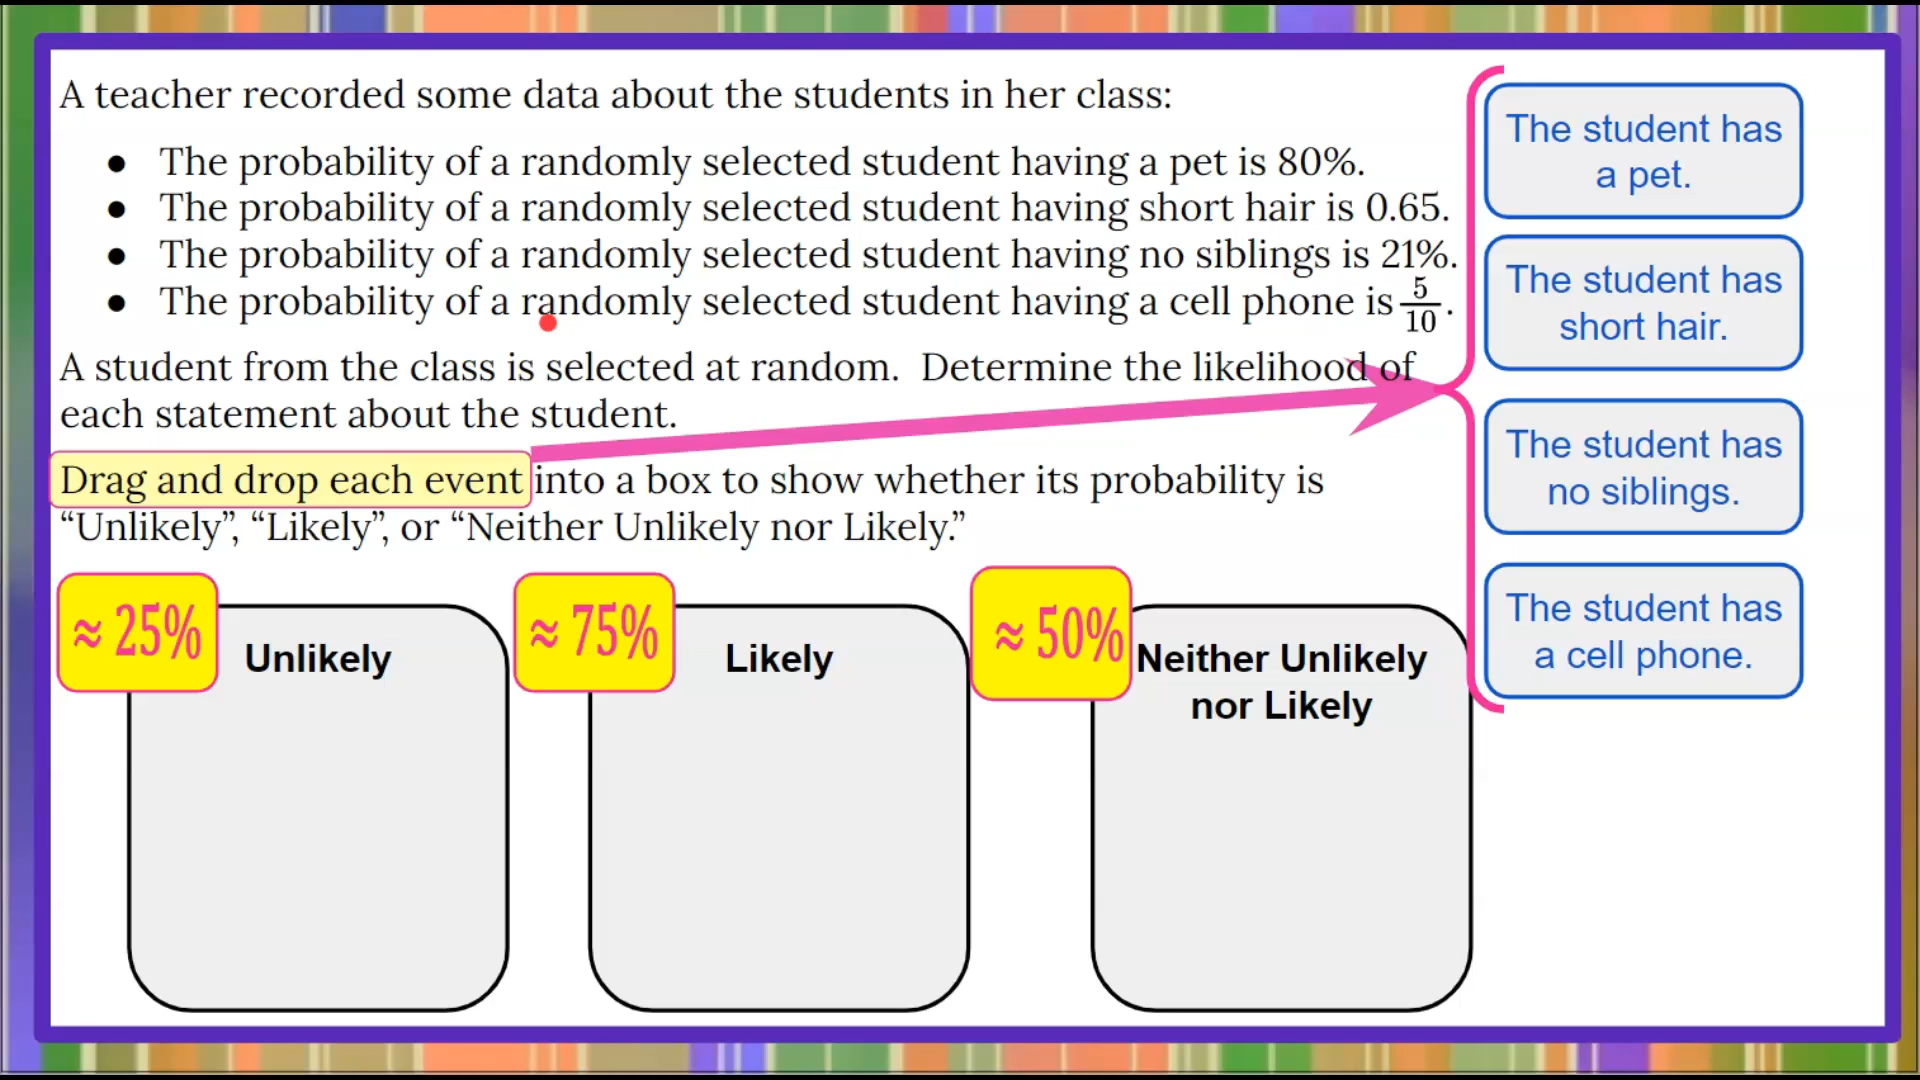 A teacher recorded some data about the students in her class:
● The probability of a randomly selected student having a pet is 80%.
● The probability of a randomly selected student having short hair is 0.65.
● The probability of a randomly selected student having no siblings is 21%.
● The probability of a randomly selected student having a cell phone is 5/10.
A student from the class is selected at random. Determine the likelihood of
each statement about the student.
Drag and drop each event into a box to show whether its probability is
“Unlikely”, “Likely”, or “Neither Unlikely nor Likely.”
≈ 25%
Unlikely
≈ 75%
Likely
≈ 50%
Neither Unlikely
nor Likely
The student has
a pet.
The student has
short hair.
The student has
no siblings.
The student has
a cell phone.